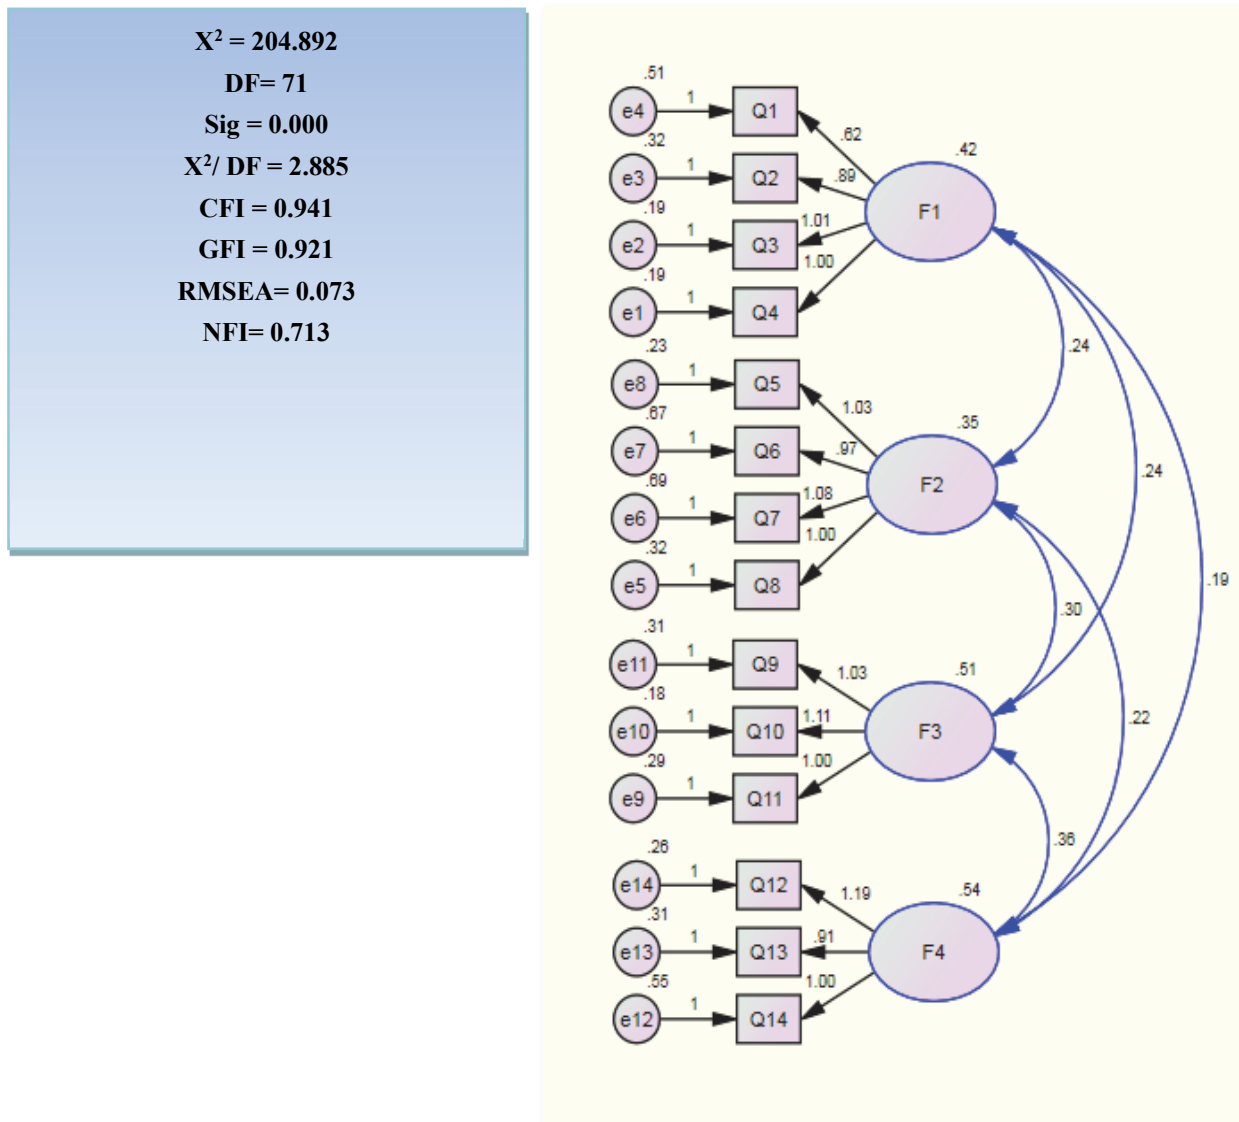 X² = 204.892
DF= 71
Sig = 0.000
X²/ DF = 2.885
CFI = 0.941
GFI = 0.921
RMSEA= 0.073
NFI= 0.713
.51
e4 1 Q1
.62
.42
.32
e3 1 Q2
.89
F1
.19
e2 1 Q3
1.01
.19
e1 1 Q4
1.00
.24
.23
e8 1 Q5
1.03
.35
.67
e7 1 Q6
.97
.24
F2
.69
e6 1 Q7
1.08
.32
e5 1 Q8
1.00
.19
.30
.31
e11 1 Q9
1.03
.51
.18
e10 1 Q10
1.11
F3
.22
.29
e9 1 Q11
1.00
.36
.26
e14 1 Q12
1.19
.54
.31
e13 1 Q13
.91
F4
.55
e12 1 Q14
1.00